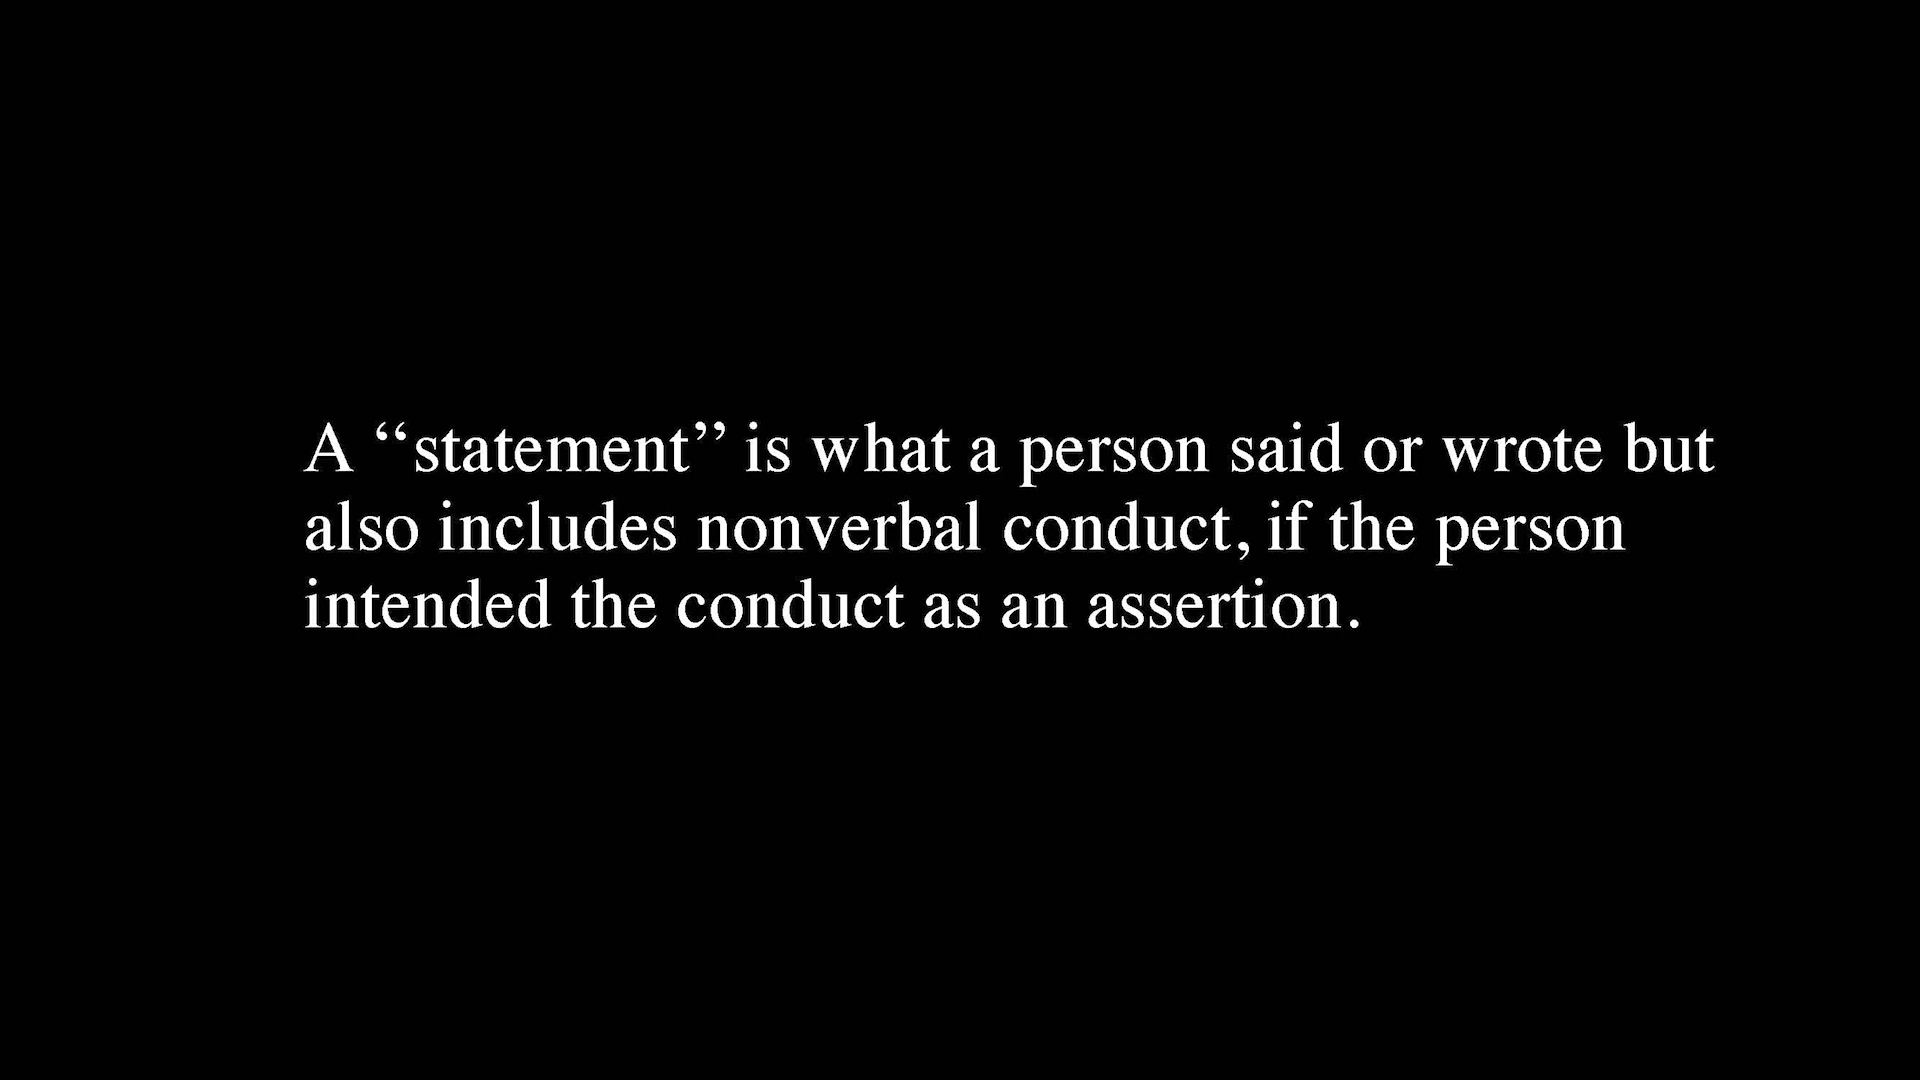 A “statement” is what a person said or wrote but
also includes nonverbal conduct, if the person
intended the conduct as an assertion.